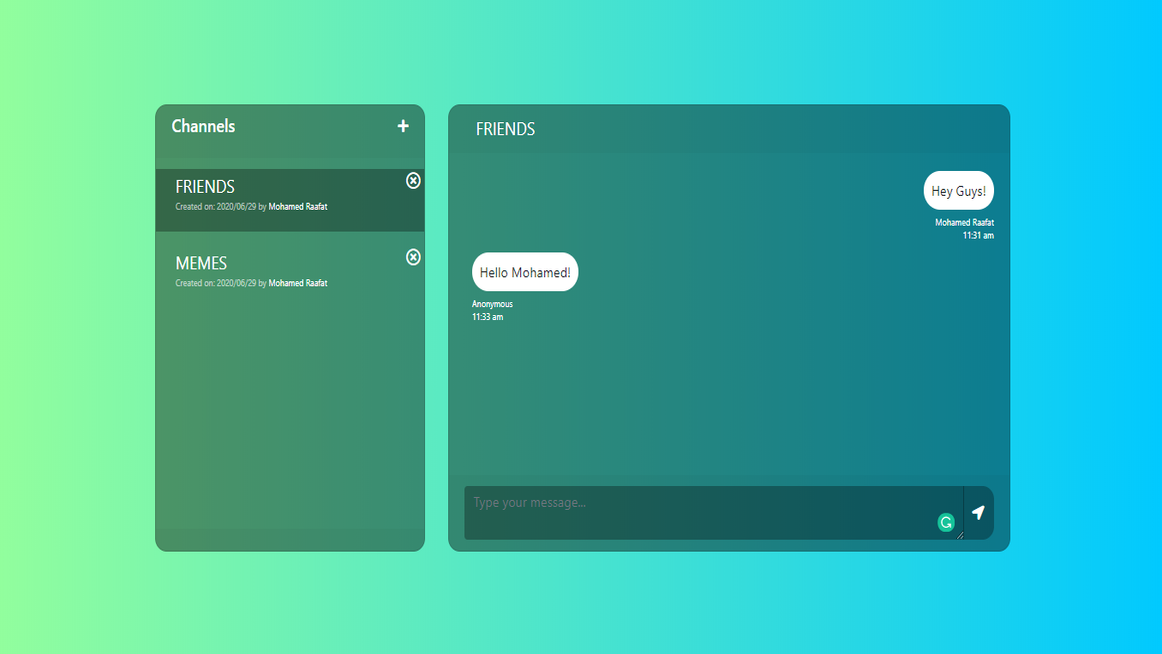 Channels
+
FRIENDS
Created on: 2020/06/29 by Mohamed Raafat
MEMES
Created on: 2020/06/29 by Mohamed Raafat
FRIENDS
Hey Guys!
Mohamed Raafat
11:31 am
Hello Mohamed!
Anonymous
11:33 am
Type your message...